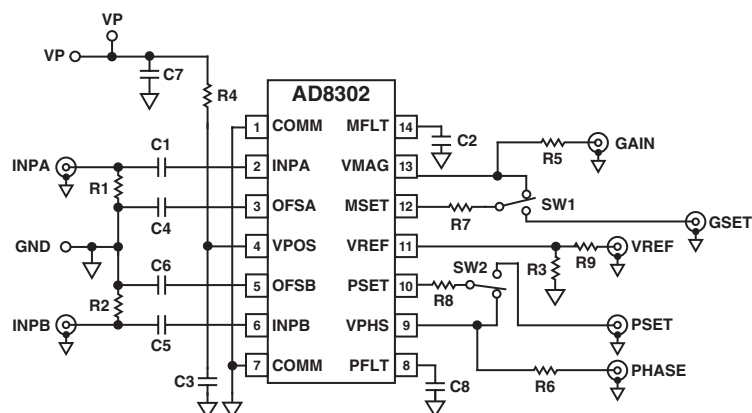 VP
VP
C7
R4
AD8302
1 COMM MFLT 14
C2
C1
R5
GAIN
INPA
2 INPA VMAG 13
R1
SW1
C4
3 OFSA MSET 12
R7
GSET
GND
4 VPOS VREF 11
R9
VREF
C6
SW2
R3
5 OFSB PSET 10
R8
R2
INPB
6 INPB VPHS 9
PSET
C5
7 COMM PFLT 8
C3
C8
R6
PHASE